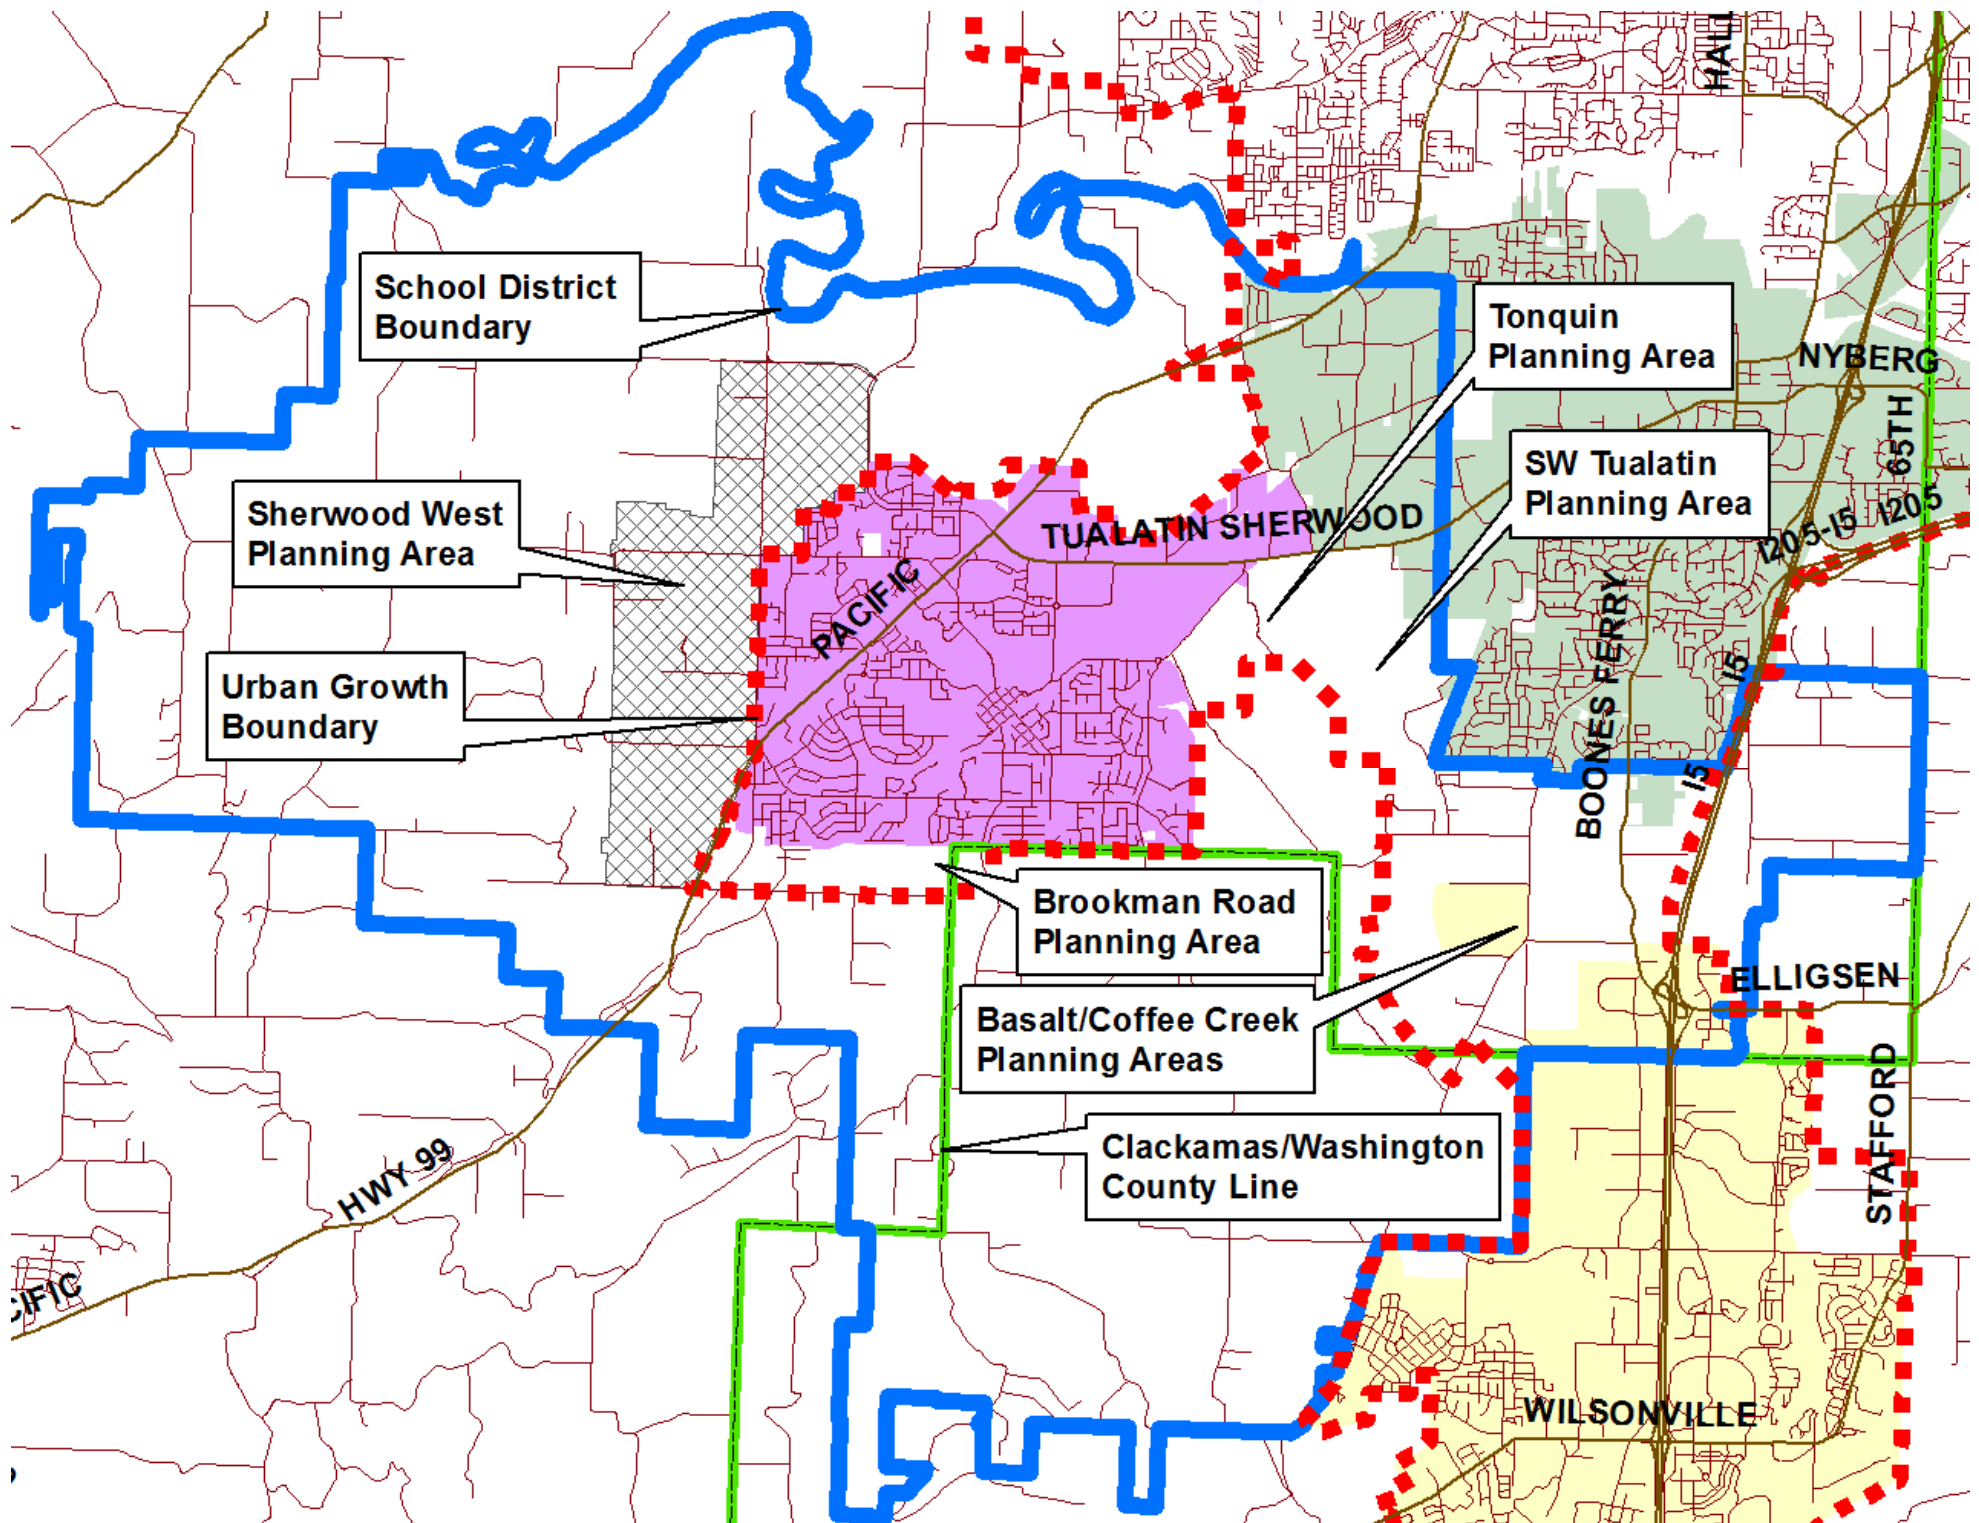 HALL
School District
Boundary
Tonquin
Planning Area
NYBERG
65TH
SW Tualatin
Planning Area
Sherwood West
Planning Area
TUALATIN SHERWOOD
I205-I5
I205
PACIFIC
BOONES FERRY
I5
Urban Growth
Boundary
I5
Brookman Road
Planning Area
ELLIGSEN
Basalt/Coffee Creek
Planning Areas
STAFFORD
Clackamas/Washington
County Line
HWY 99
CIFIC
WILSONVILLE